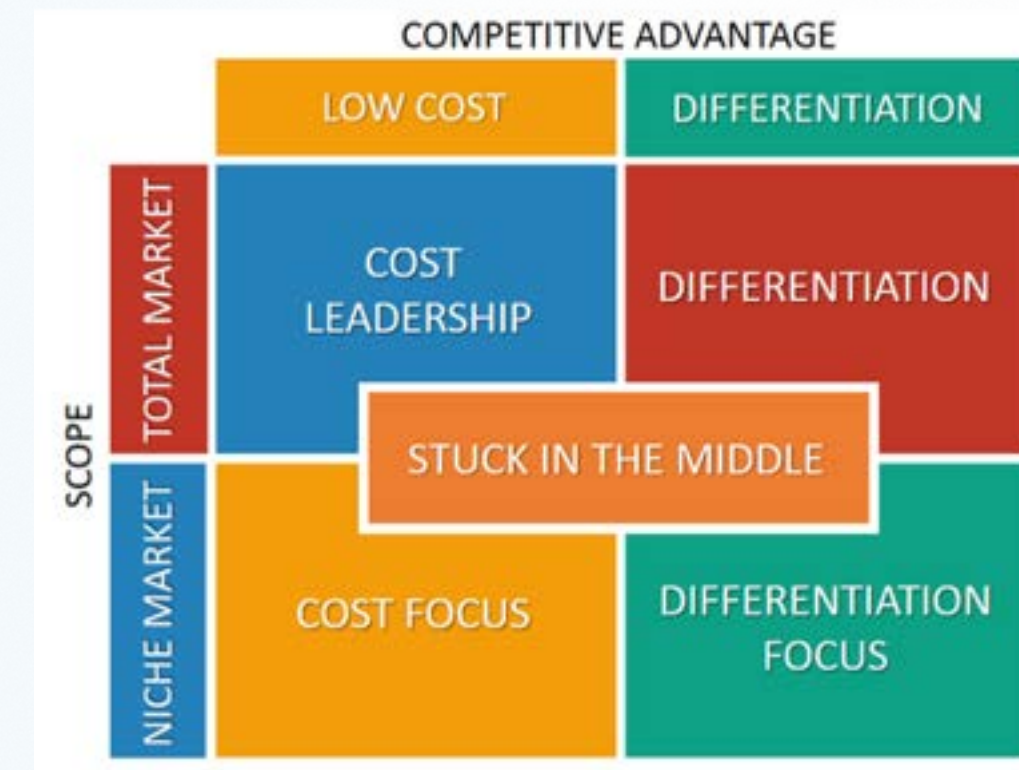 COMPETITIVE ADVANTAGE
LOW COST
DIFFERENTIATION
SCOPE
TOTAL MARKET
COST
LEADERSHIP
DIFFERENTIATION
STUCK IN THE MIDDLE
NICHE MARKET
COST FOCUS
DIFFERENTIATION
FOCUS